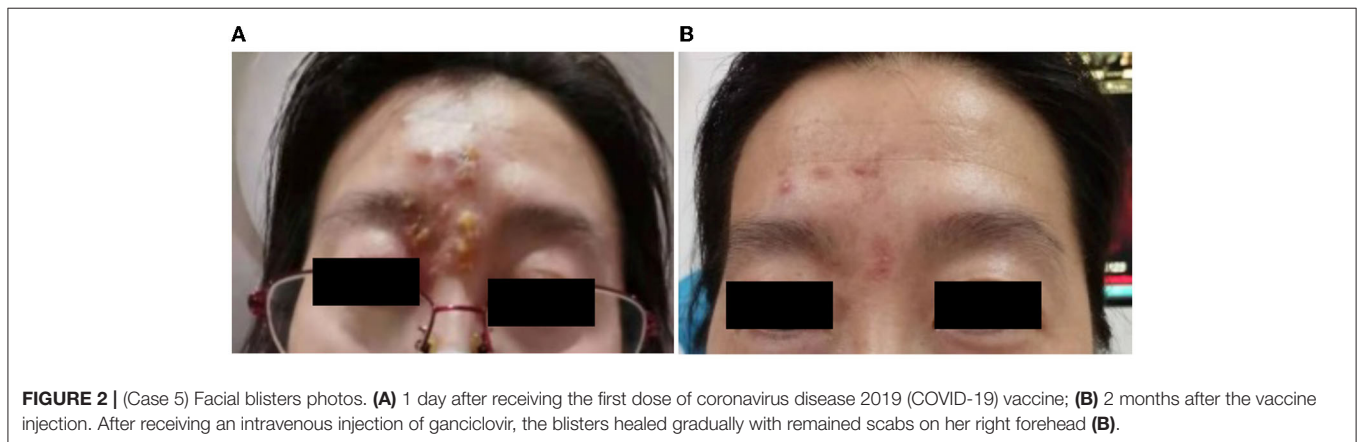 A
B
FIGURE 2 | (Case 5) Facial blisters photos. (A) 1 day after receiving the first dose of coronavirus disease 2019 (COVID-19) vaccine; (B) 2 months after the vaccine
injection. After receiving an intravenous injection of ganciclovir, the blisters healed gradually with remained scabs on her right forehead (B).